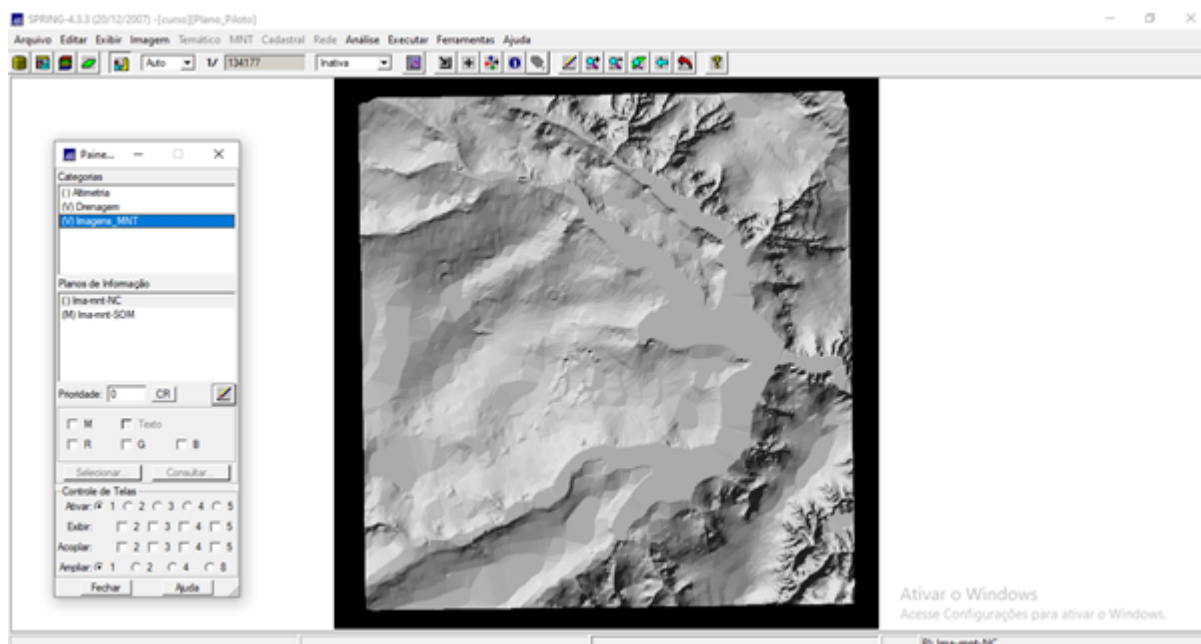 SPRING-4.3.3 (20/12/2007) -[curso][Plano_Piloto]
Arquivo Editar Exibir Imagem Temático MNT Cadastral Rede Análise Executar Ferramentas Ajuda
Auto 1/ 134177 Inativa
Paine...
Categorias
( ) Altimetria
(V) Drenagem
(V) Imagens_MNT
Planos de Informação
( ) Ima-mnt-NC
(M) Ima-mnt-SOM
Prioridade: 0 CR
M Texto
R G B
Selecionar... Consultar...
Controle de Telas
Ativar: 1 2 3 4 5
Exibir: 2 3 4 5
Acoplar: 2 3 4 5
Ampliar: 1 2 4 8
Fechar Ajuda
Ativar o Windows
Acesse Configurações para ativar o Windows.
PI: Ima-mnt-NC